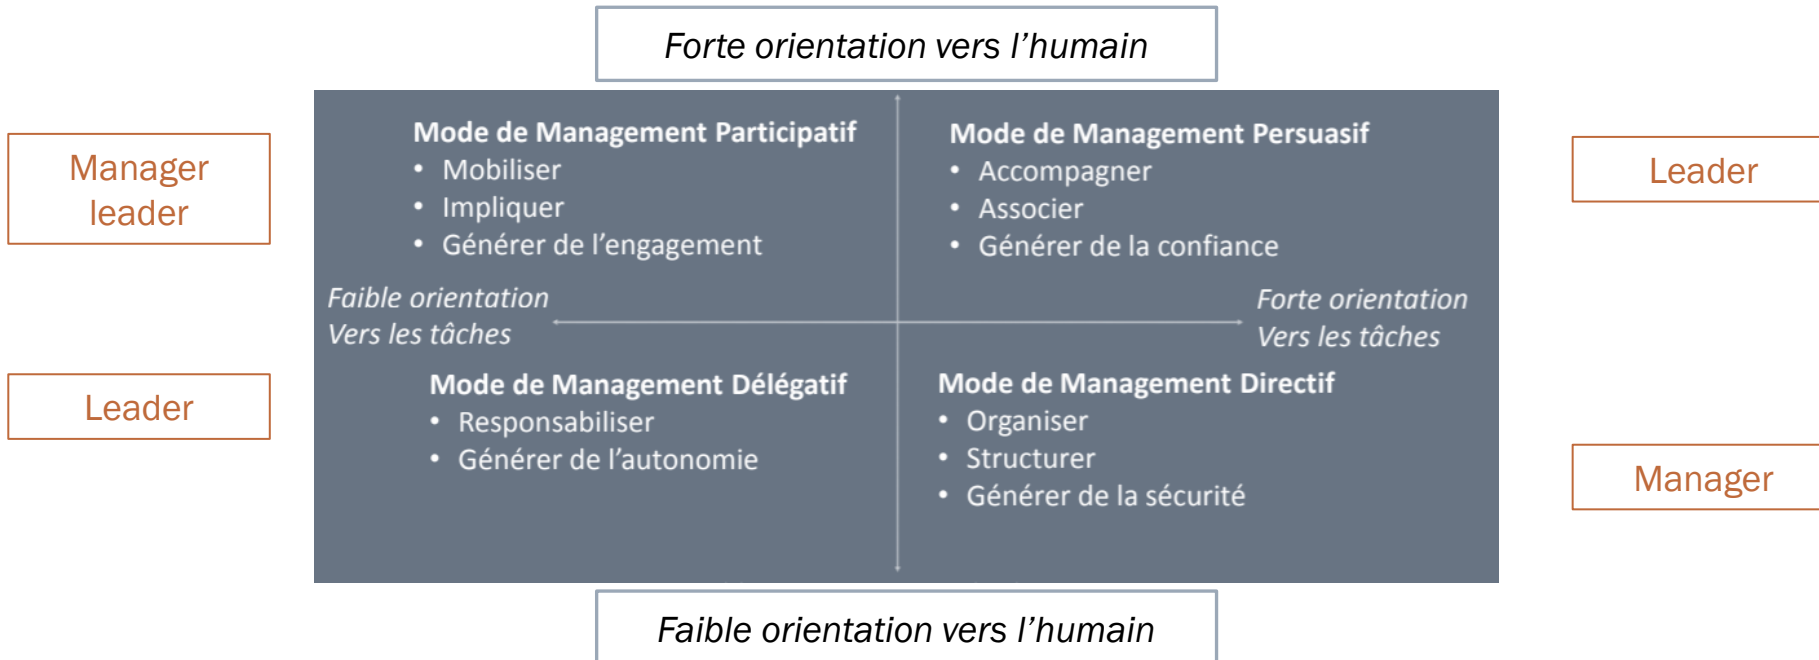 Forte orientation vers l’humain
Manager
leader
Mode de Management Participatif
• Mobiliser
• Impliquer
• Générer de l’engagement
Mode de Management Persuasif
• Accompagner
• Associer
• Générer de la confiance
Leader
Faible orientation
Vers les tâches
Forte orientation
Vers les tâches
Leader
Mode de Management Délégatif
• Responsabiliser
• Générer de l’autonomie
Mode de Management Directif
• Organiser
• Structurer
• Générer de la sécurité
Manager
Faible orientation vers l’humain